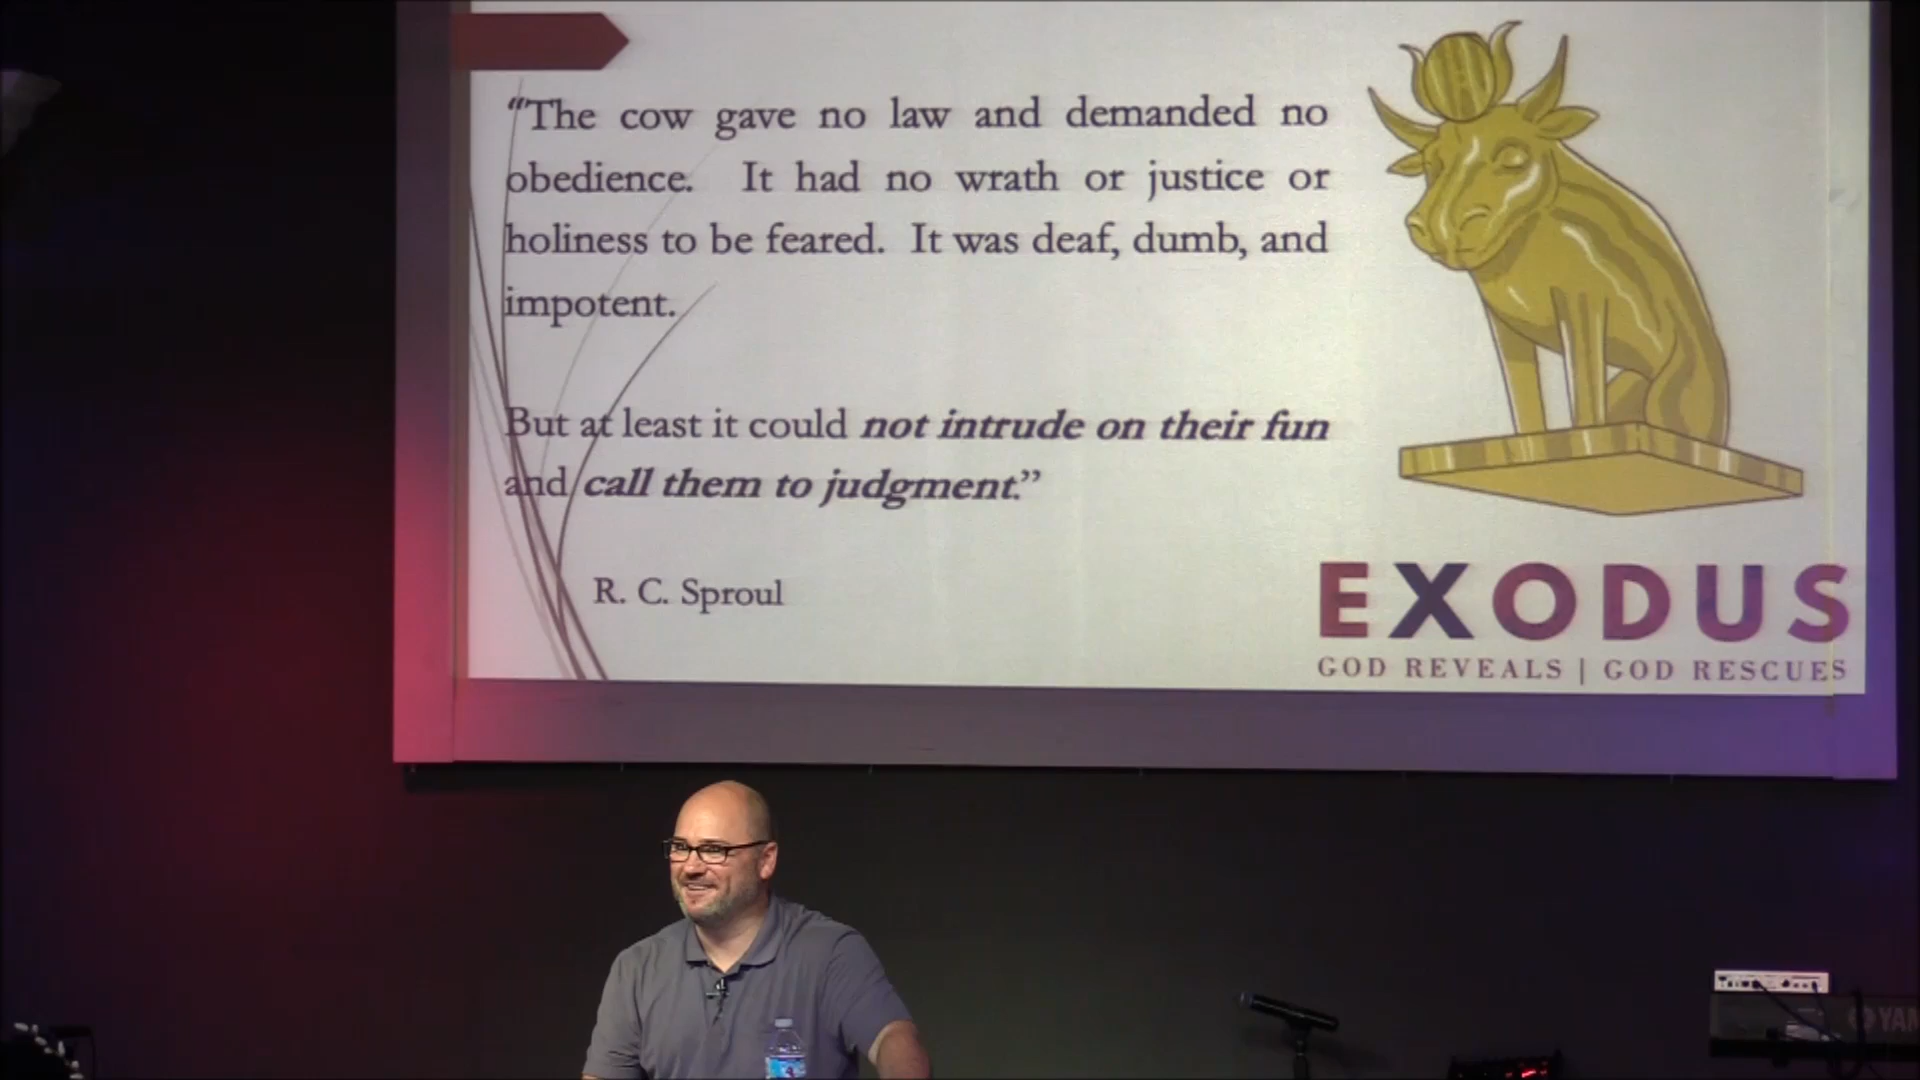 “The cow gave no law and demanded no
obedience. It had no wrath or justice or
holiness to be feared. It was deaf, dumb, and
impotent.
But at least it could not intrude on their fun
and call them to judgment.”
R. C. Sproul
EXODUS
GOD REVEALS | GOD RESCUES
YAM